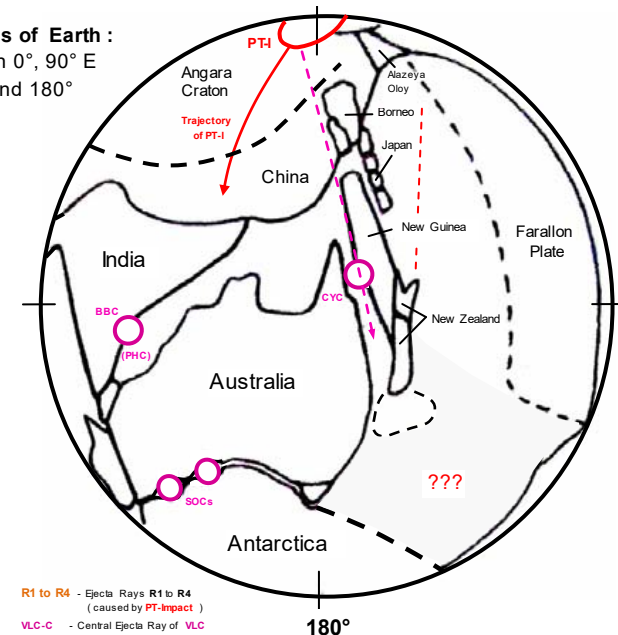 s of Earth :
n 0°, 90° E
nd 180°
PT-I
Angara
Craton
Alazeya
Oloy
Borneo
Trajectory
of PT-I
Japan
China
New Guinea
Farallon
Plate
India
CYC
BBC
(PHC)
New Zealand
Australia
???
SOCs
Antarctica
R1 to R4 - Ejecta Rays R1 to R4
( caused by PT-Impact )
VLC-C - Central Ejecta Ray of VLC
180°